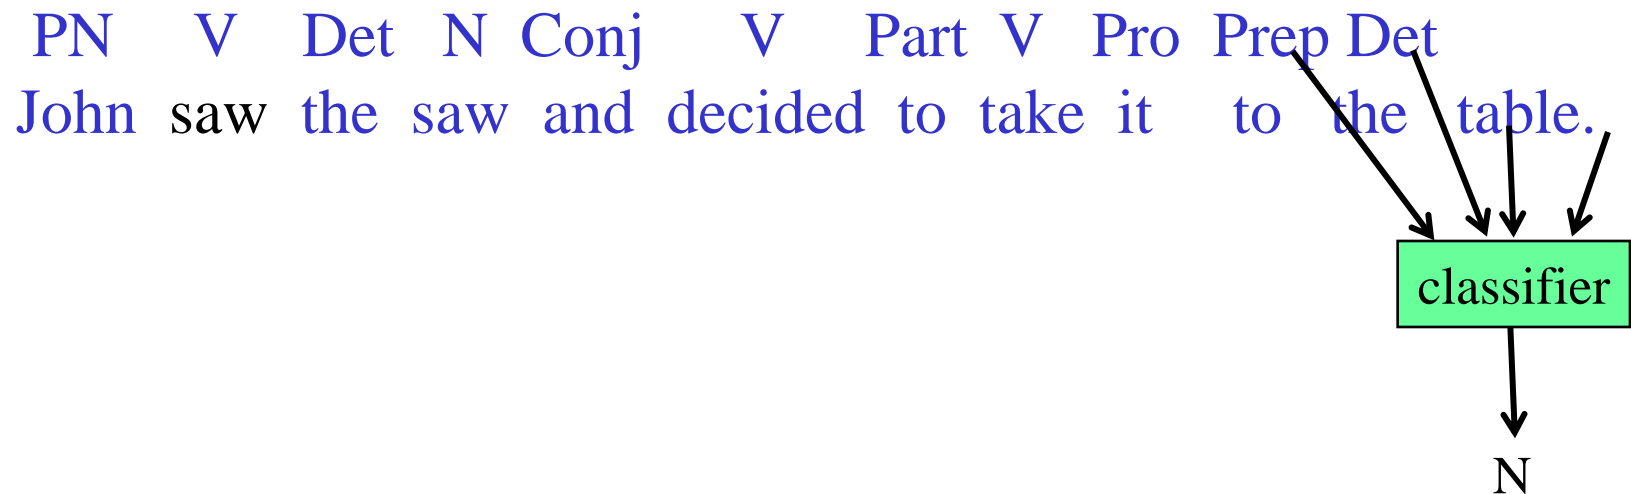 PN V Det N Conj V Part V Pro Prep Det
John saw the saw and decided to take it to the table.
classifier
N